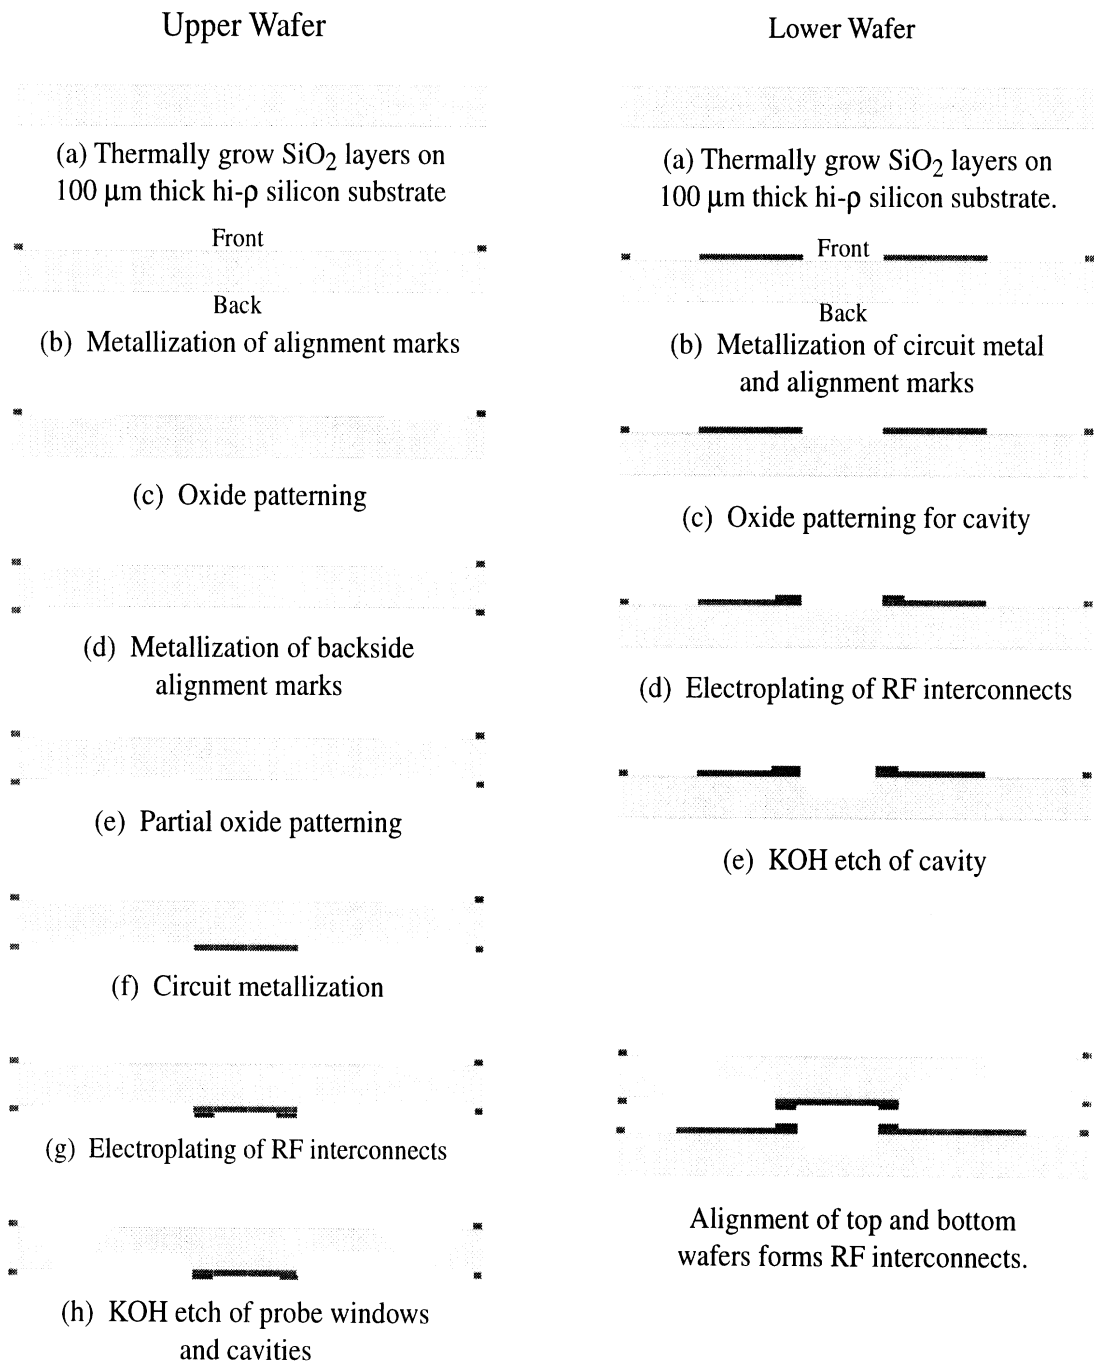 Upper Wafer
(a) Thermally grow SiO2 layers on
100 μm thick hi-ρ silicon substrate
Front
Back
(b) Metallization of alignment marks
(c) Oxide patterning
(d) Metallization of backside
alignment marks
(e) Partial oxide patterning
(f) Circuit metallization
(g) Electroplating of RF interconnects
(h) KOH etch of probe windows
and cavities
Lower Wafer
(a) Thermally grow SiO2 layers on
100 μm thick hi-ρ silicon substrate.
Front
Back
(b) Metallization of circuit metal
and alignment marks
(c) Oxide patterning for cavity
(d) Electroplating of RF interconnects
(e) KOH etch of cavity
Alignment of top and bottom
wafers forms RF interconnects.